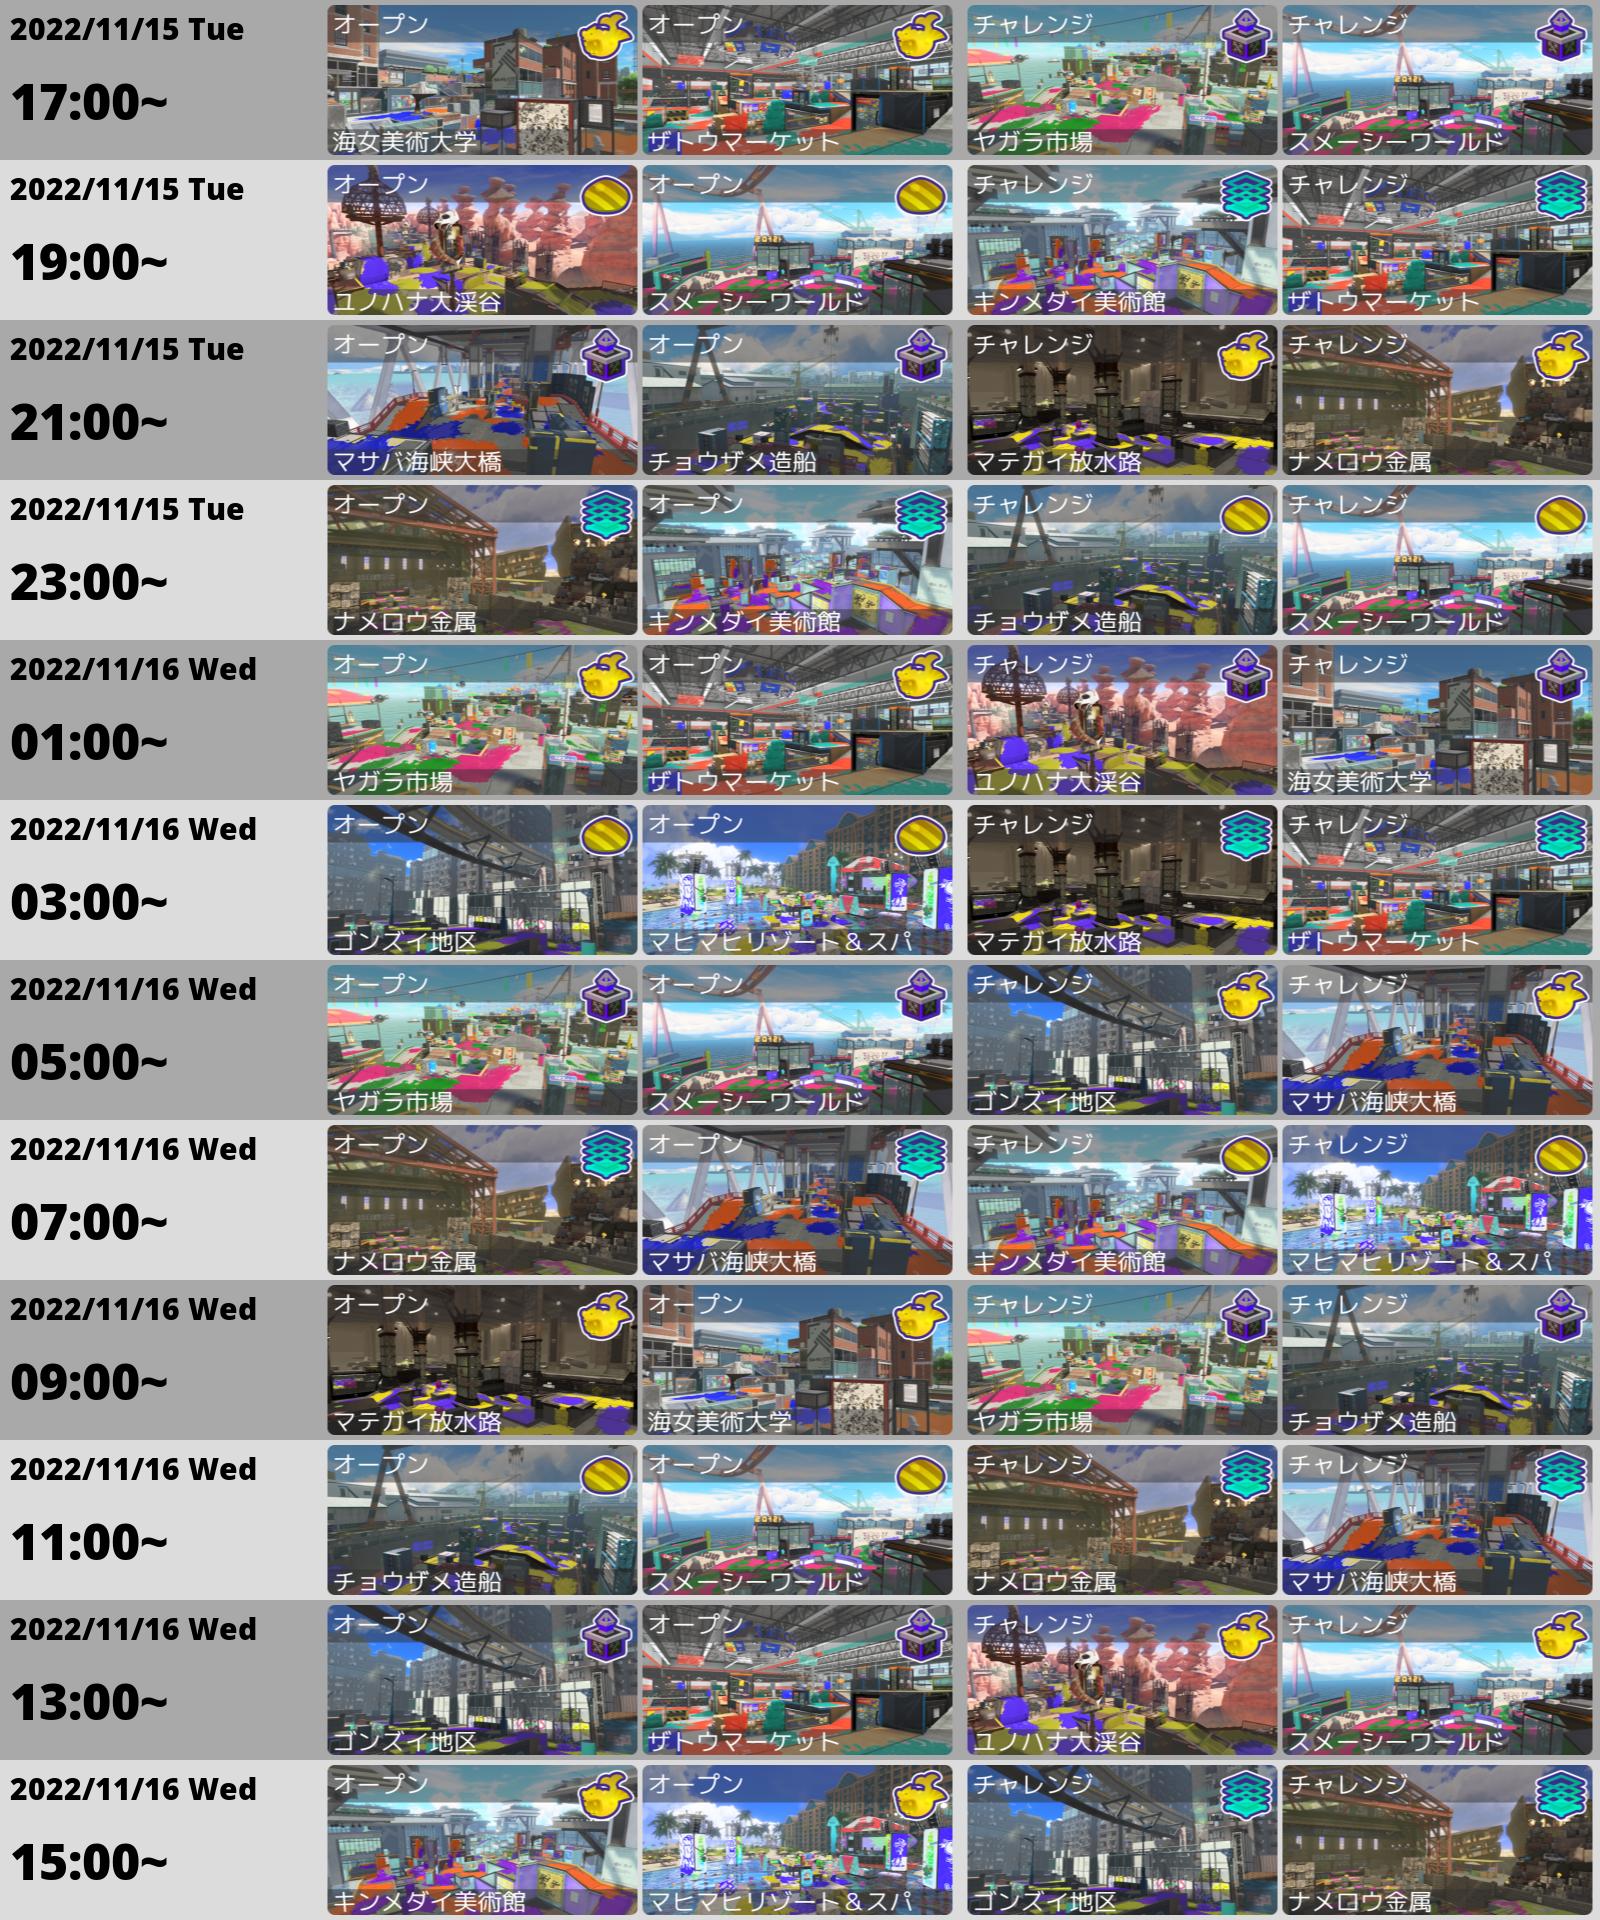 2022/11/15 Tue
17:00~
オープン
海女美術大学
オープン
ザトウマーケット
チャレンジ
ヤガラ市場
チャレンジ
スメーシーワールド
2022/11/15 Tue
19:00~
オープン
ユノハナ大渓谷
オープン
スメーシーワールド
チャレンジ
キンメダイ美術館
チャレンジ
ザトウマーケット
2022/11/15 Tue
21:00~
オープン
マサバ海峡大橋
オープン
チョウザメ造船
チャレンジ
マテガイ放水路
チャレンジ
ナメロウ金属
2022/11/15 Tue
23:00~
オープン
ナメロウ金属
オープン
キンメダイ美術館
チャレンジ
チョウザメ造船
チャレンジ
スメーシーワールド
2022/11/16 Wed
01:00~
オープン
ヤガラ市場
オープン
ザトウマーケット
チャレンジ
ユノハナ大渓谷
チャレンジ
海女美術大学
2022/11/16 Wed
03:00~
オープン
ゴンズイ地区
オープン
マヒマヒリゾート＆スパ
チャレンジ
マテガイ放水路
チャレンジ
ザトウマーケット
2022/11/16 Wed
05:00~
オープン
ヤガラ市場
オープン
スメーシーワールド
チャレンジ
ゴンズイ地区
チャレンジ
マサバ海峡大橋
2022/11/16 Wed
07:00~
オープン
ナメロウ金属
オープン
マサバ海峡大橋
チャレンジ
キンメダイ美術館
チャレンジ
マヒマヒリゾート＆スパ
2022/11/16 Wed
09:00~
オープン
マテガイ放水路
オープン
海女美術大学
チャレンジ
ヤガラ市場
チャレンジ
チョウザメ造船
2022/11/16 Wed
11:00~
オープン
チョウザメ造船
オープン
スメーシーワールド
チャレンジ
ナメロウ金属
チャレンジ
マサバ海峡大橋
2022/11/16 Wed
13:00~
オープン
ゴンズイ地区
オープン
ザトウマーケット
チャレンジ
ユノハナ大渓谷
チャレンジ
スメーシーワールド
2022/11/16 Wed
15:00~
オープン
キンメダイ美術館
オープン
マヒマヒリゾート＆スパ
チャレンジ
ゴンズイ地区
チャレンジ
ナメロウ金属